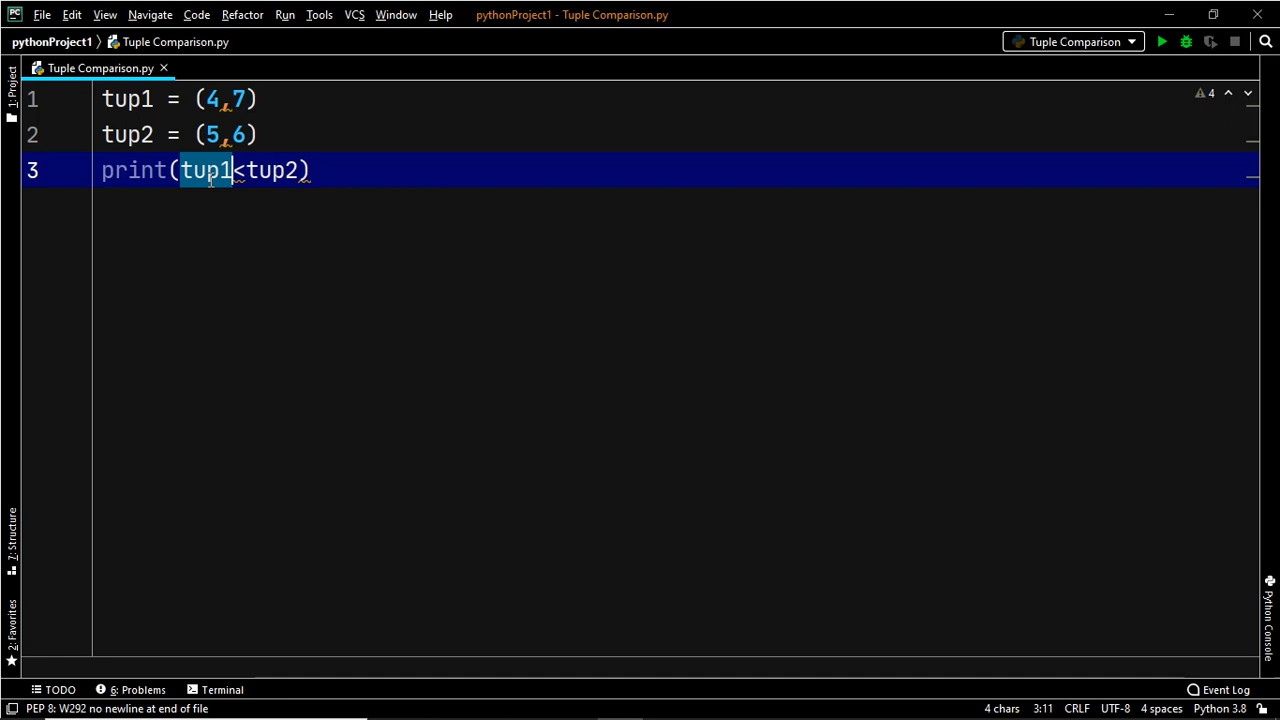 PC File Edit View Navigate Code Refactor Run Tools VCS Window Help pythonProject1 - Tuple Comparison.py
pythonProject1 Tuple Comparison.py Tuple Comparison
1: Project
Tuple Comparison.py
1 tup1 = (4,7) 4
2 tup2 = (5,6)
3 print(tup1<tup2)
7: Structure
2: Favorites
Python Console
TODO 6: Problems Terminal Event Log
PEP 8: W292 no newline at end of file 4 chars 3:11 CRLF UTF-8 4 spaces Python 3.8